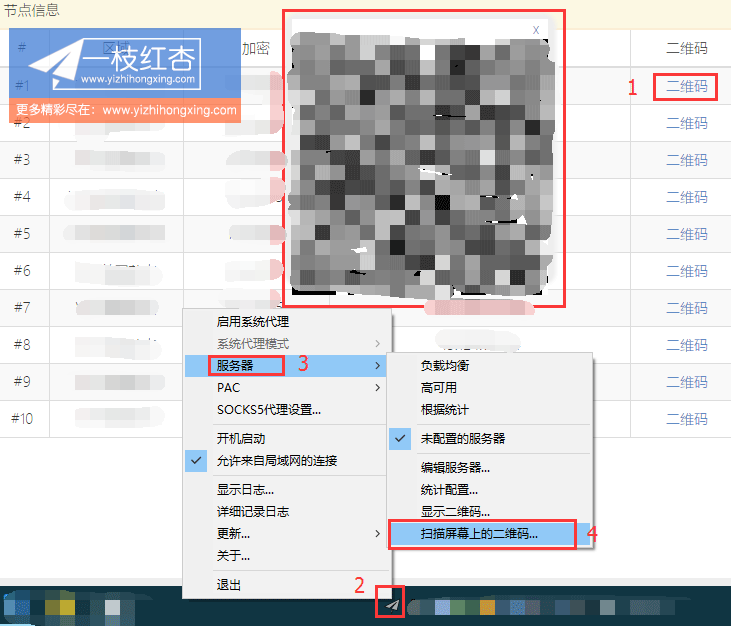 节点信息
# 区域 加密 x 二维码
一枝红杏
www.yizhihongxing.com
更多精彩尽在：www.yizhihongxing.com
#1 1 二维码
#2 二维码
#3 二维码
#4 二维码
#5 二维码
#6 二维码
#7 二维码
#8 二维码
#9 二维码
#10 二维码
启用系统代理
系统代理模式
服务器 3
PAC
SOCKS5代理设置...
开机启动
允许来自局域网的连接
显示日志...
详细记录日志
更新...
关于...
退出
负载均衡
高可用
根据统计
未配置的服务器
编辑服务器...
统计配置...
显示二维码...
扫描屏幕上的二维码... 4
2